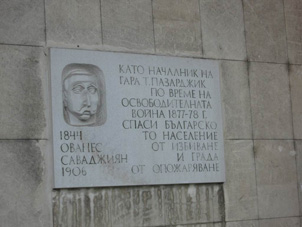 КАТО НАЧАЛНИК НА
ГАРА Т. ПАЗАРДЖИК
ПО ВРЕМЕ НА
ОСВОБОДИТЕЛНАТА
ВОЙНА 1877-78 Г.
СПАСИ БЪЛГАРСКО
ТО НАСЕЛЕНИЕ
ОТ ИЗБИВАНЕ
И ГРАДА
ОТ ОПОЖАРЯВАНЕ
1844
ОВАНЕС
САВАДЖИЯН
1906